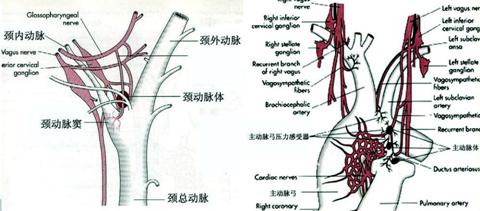 Glossopharyngeal
nerve
颈内动脉
Vagus nerve
erior cervical
ganglion
颈动脉窦
颈外动脉
颈动脉体
颈总动脉
nerve
Right inferior
cervical ganglion
Right stellate
ganglion
Recurrent branch
of right vagus
Vagosympathetic
fibers
Brachiocephalic
artery
主动脉弓压力感受器
Cardiac nerves
主动脉弓
Right coronary
Left vagus ner
Left inferior
cervical gang
Left subclavian
ansa
Left stellate
ganglion
Vagosympathetic
fibers
Left subclavian
artery
Vagosympathetic
Recurrent bran
主动脉体
Ductus arteriosus
Pulmonary artery